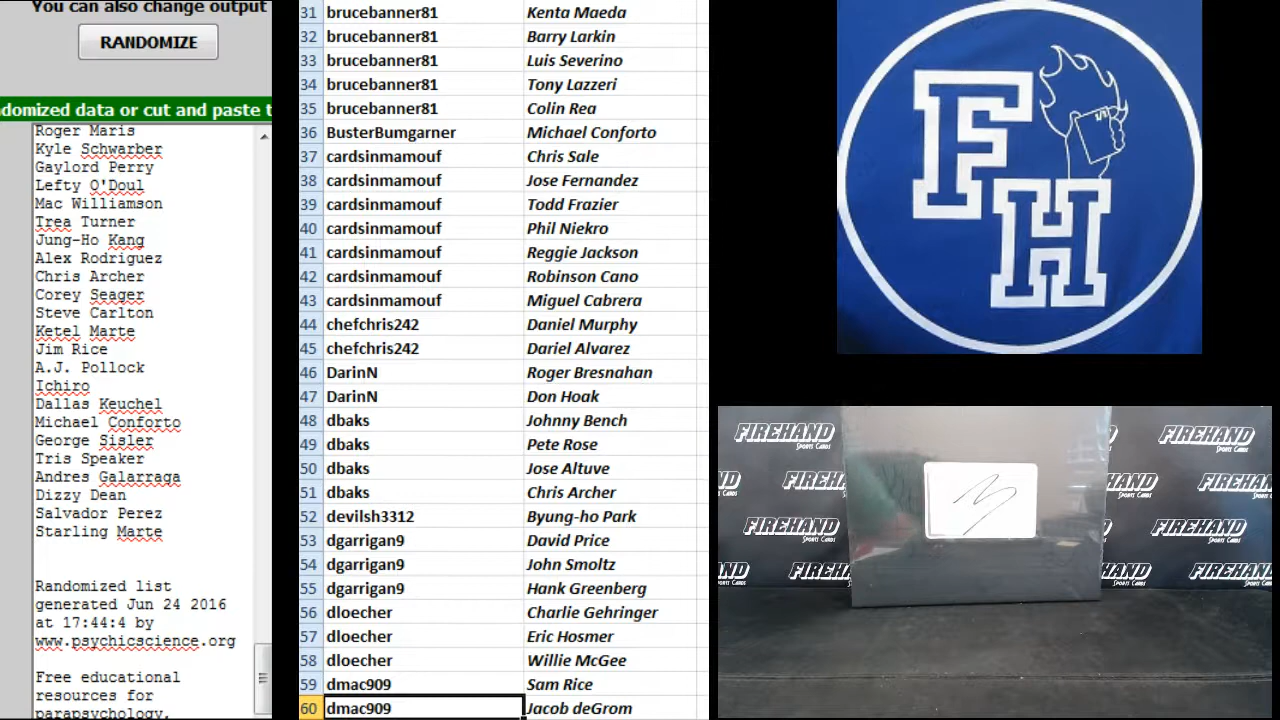 You can also change output
RANDOMIZE
ndomized data or cut and paste t
Roger Maris
Kyle Schwarber
Gaylord Perry
Lefty O'Doul
Mac Williamson
Trea Turner
Jung-Ho Kang
Alex Rodriguez
Chris Archer
Corey Seager
Steve Carlton
Ketel Marte
Jim Rice
A.J. Pollock
Ichiro
Dallas Keuchel
Michael Conforto
George Sisler
Tris Speaker
Andres Galarraga
Dizzy Dean
Salvador Perez
Starling Marte
Randomized list
generated Jun 24 2016
at 17:44:4 by
www.psychicscience.org
Free educational
resources for
parapsychology,
31 brucebanner81 Kenta Maeda
32 brucebanner81 Barry Larkin
33 brucebanner81 Luis Severino
34 brucebanner81 Tony Lazzeri
35 brucebanner81 Colin Rea
36 BusterBumgarner Michael Conforto
37 cardsinmamouf Chris Sale
38 cardsinmamouf Jose Fernandez
39 cardsinmamouf Todd Frazier
40 cardsinmamouf Phil Niekro
41 cardsinmamouf Reggie Jackson
42 cardsinmamouf Robinson Cano
43 cardsinmamouf Miguel Cabrera
44 chefchris242 Daniel Murphy
45 chefchris242 Dariel Alvarez
46 DarinN Roger Bresnahan
47 DarinN Don Hoak
48 dbaks Johnny Bench
49 dbaks Pete Rose
50 dbaks Jose Altuve
51 dbaks Chris Archer
52 devilsh3312 Byung-ho Park
53 dgarrigan9 David Price
54 dgarrigan9 John Smoltz
55 dgarrigan9 Hank Greenberg
56 dloecher Charlie Gehringer
57 dloecher Eric Hosmer
58 dloecher Willie McGee
59 dmac909 Sam Rice
60 dmac909 Jacob deGrom
FH
FIREHAND
Sports Cards
FIREHAND
Sports Cards
FIREHAND
Sports Cards
FIREHAND
Sports Cards